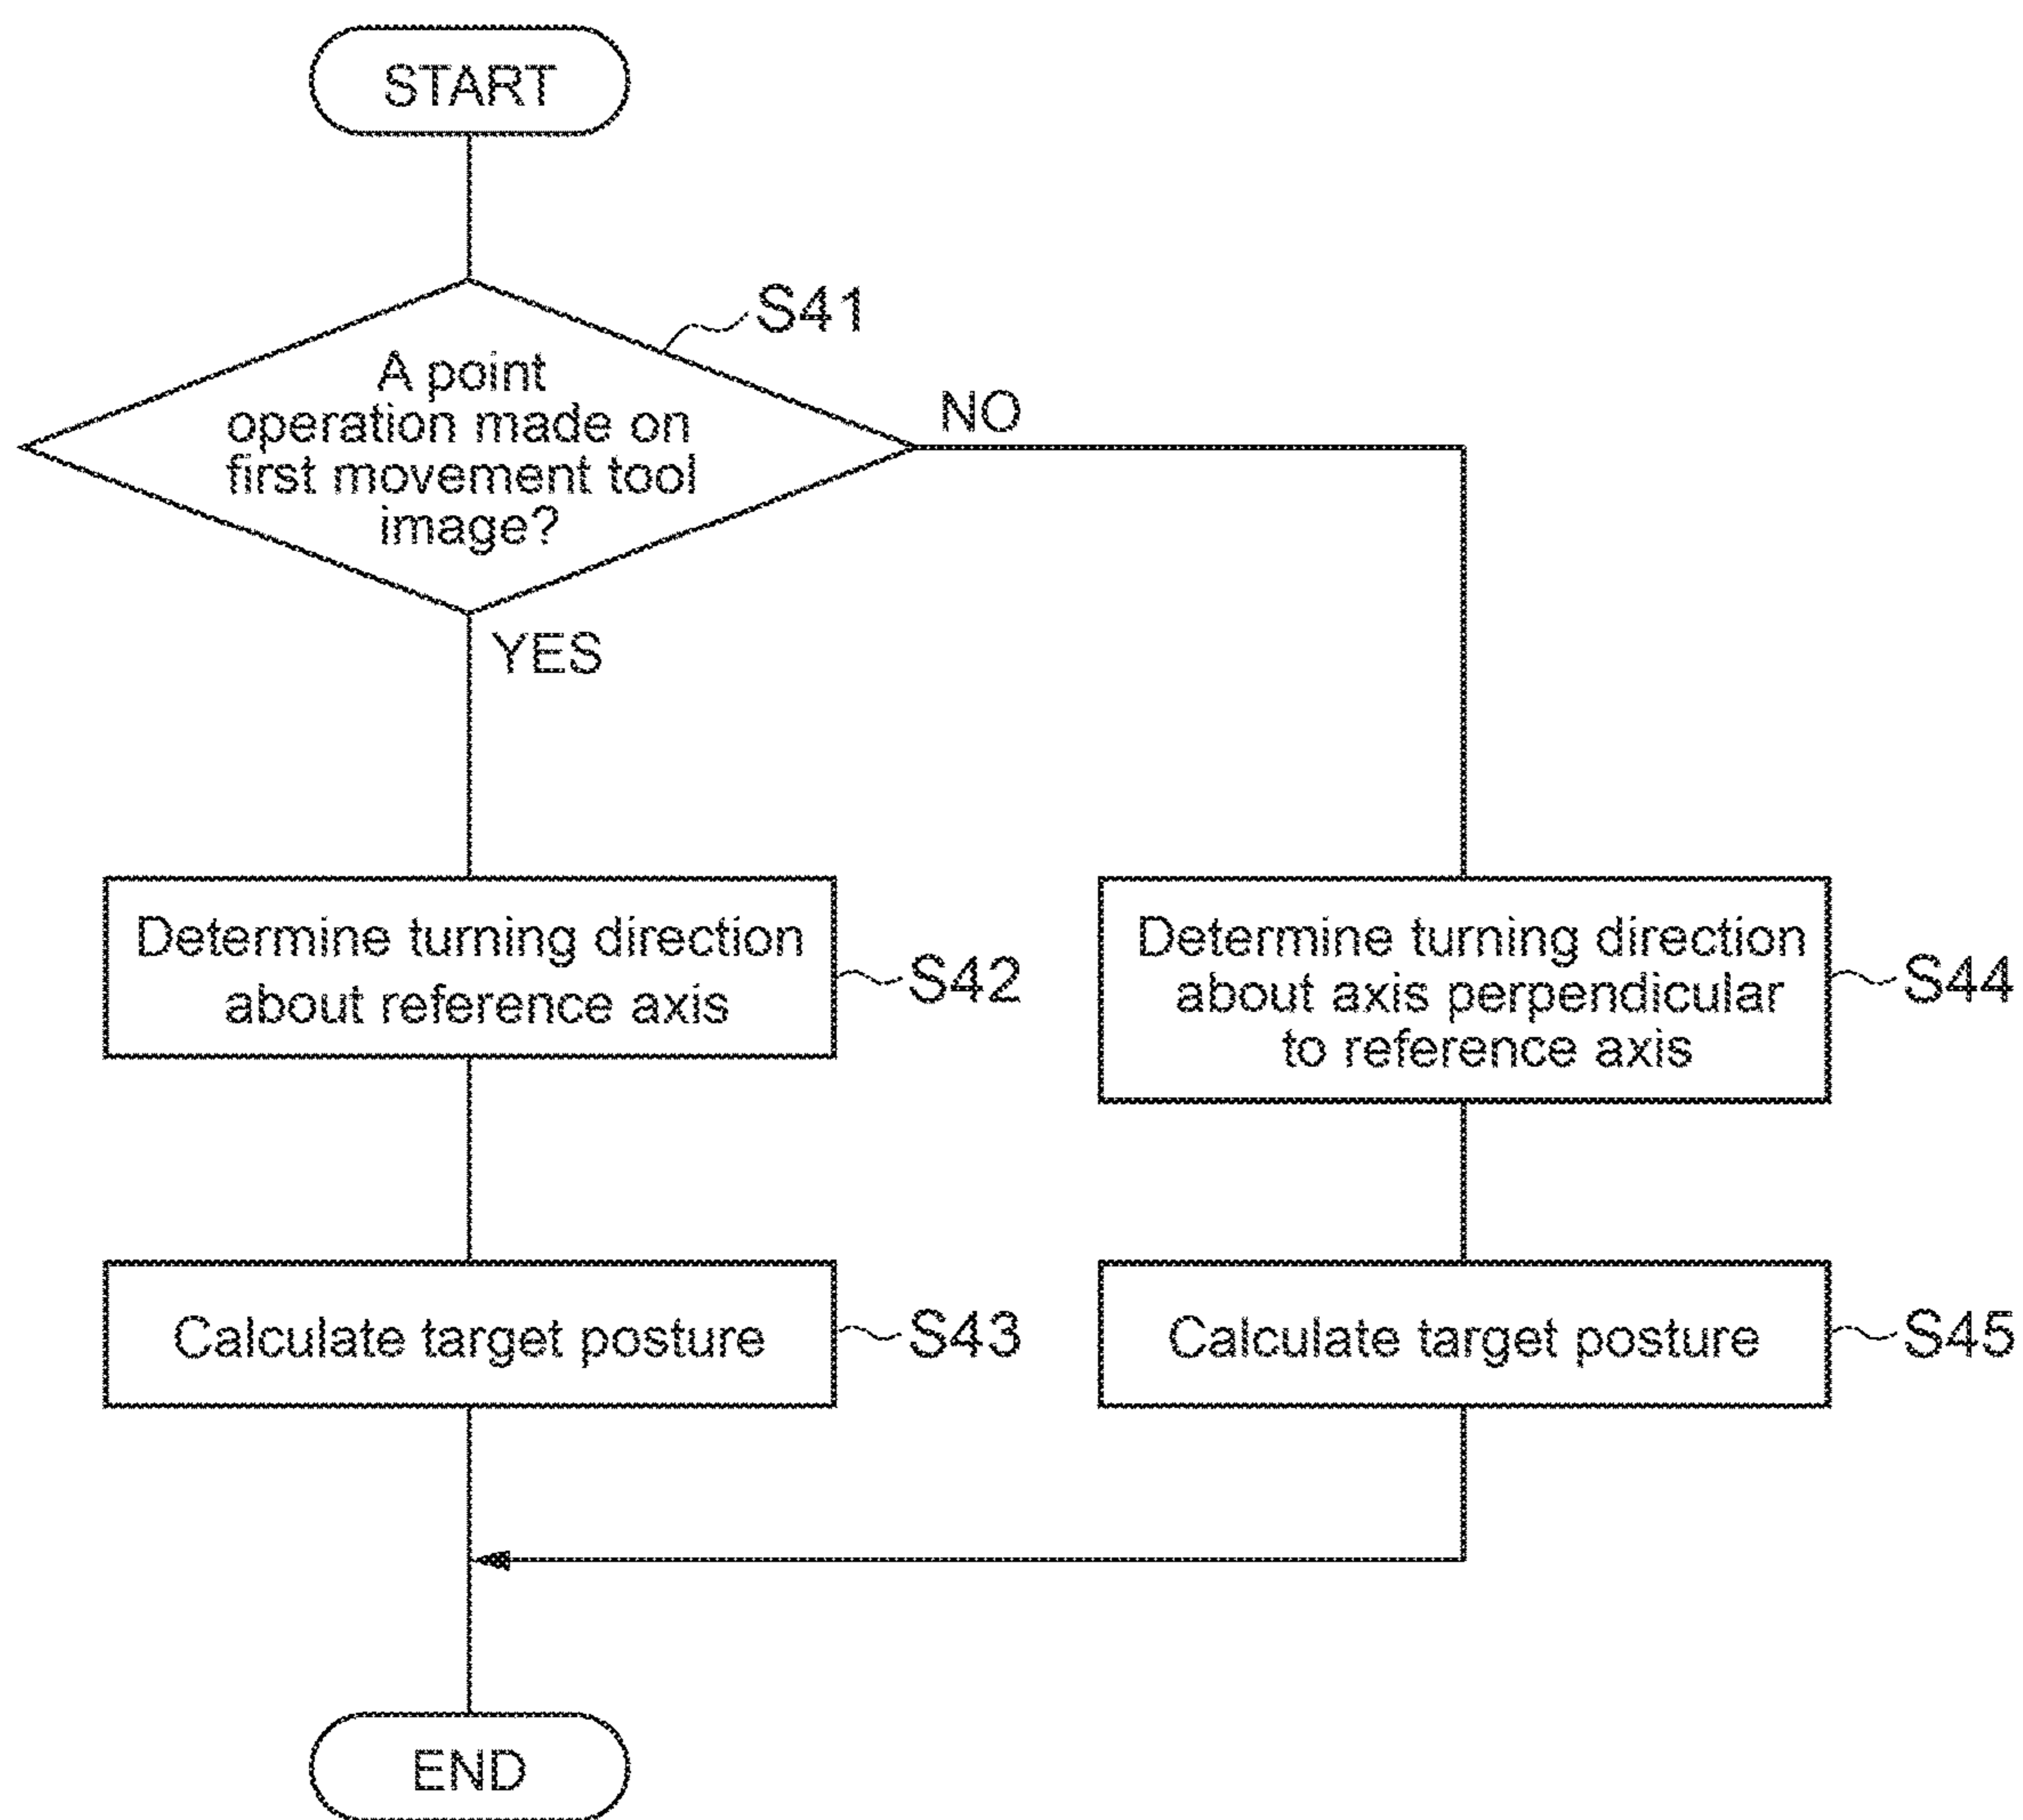 START
S41
A point
operation made on
first movement tool
image?
NO
YES
Determine turning direction
about reference axis
S42
Determine turning direction
about axis perpendicular
to reference axis
S44
Calculate target posture
S43
Calculate target posture
S45
END